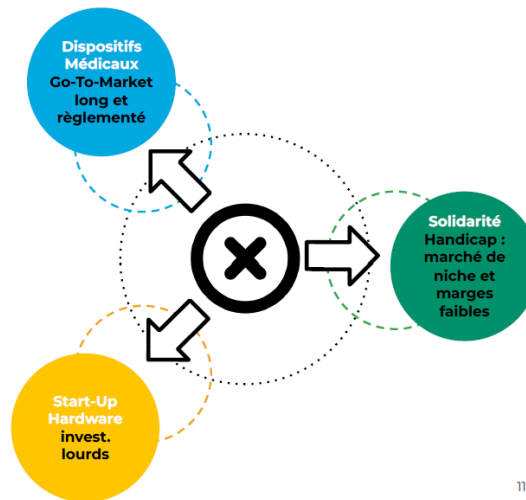 Dispositifs
Médicaux
Go-To-Market
long et
règlementé
Solidarité
Handicap :
marché de
niche et
marges
faibles
Start-Up
Hardware
invest.
lourds
11